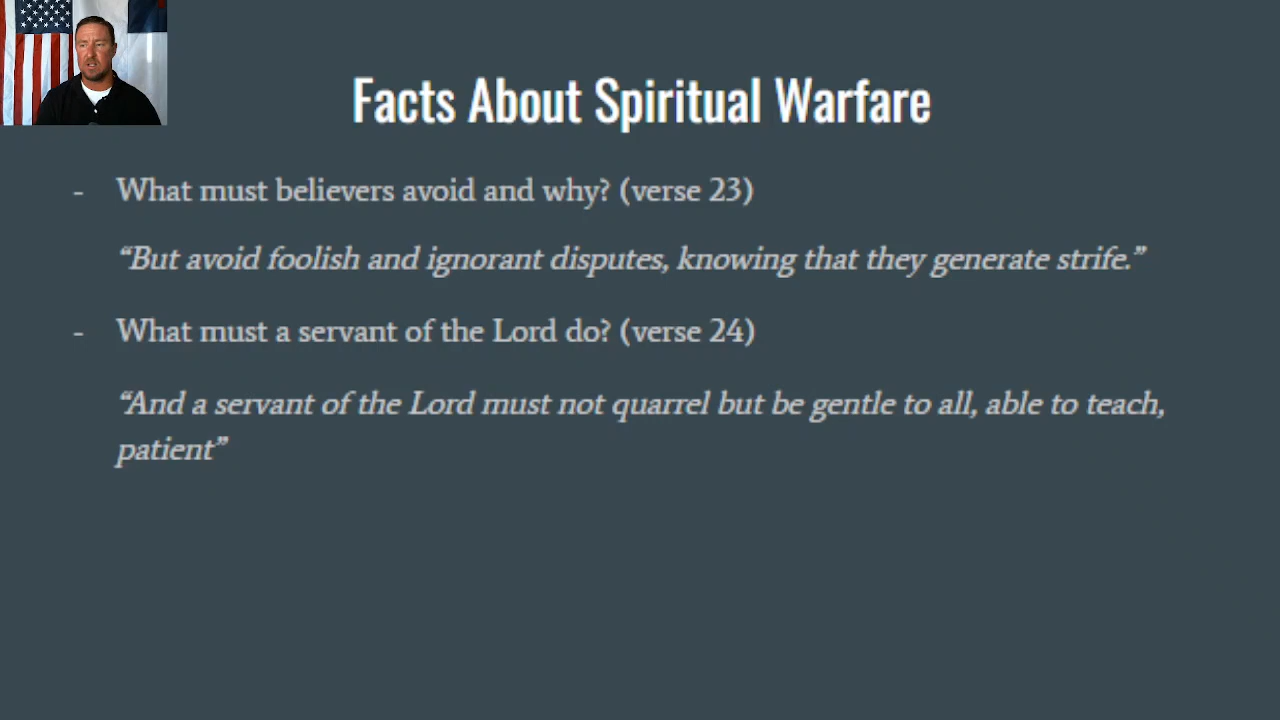 Facts About Spiritual Warfare
- What must believers avoid and why? (verse 23)
“But avoid foolish and ignorant disputes, knowing that they generate strife.”
- What must a servant of the Lord do? (verse 24)
“And a servant of the Lord must not quarrel but be gentle to all, able to teach,
patient”